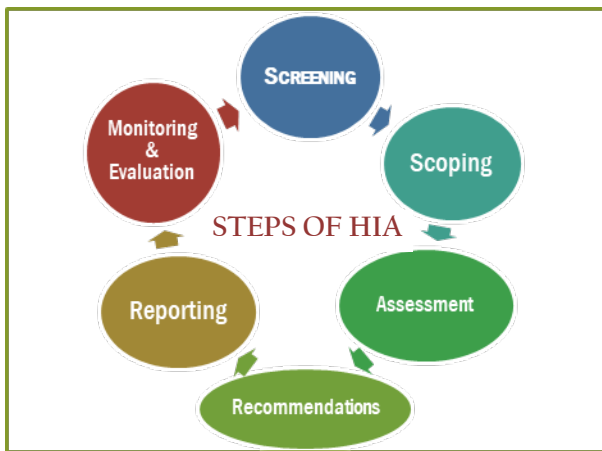 SCREENING
Scoping
Assessment
Recommendations
Reporting
Monitoring
&
Evaluation
STEPS OF HIA